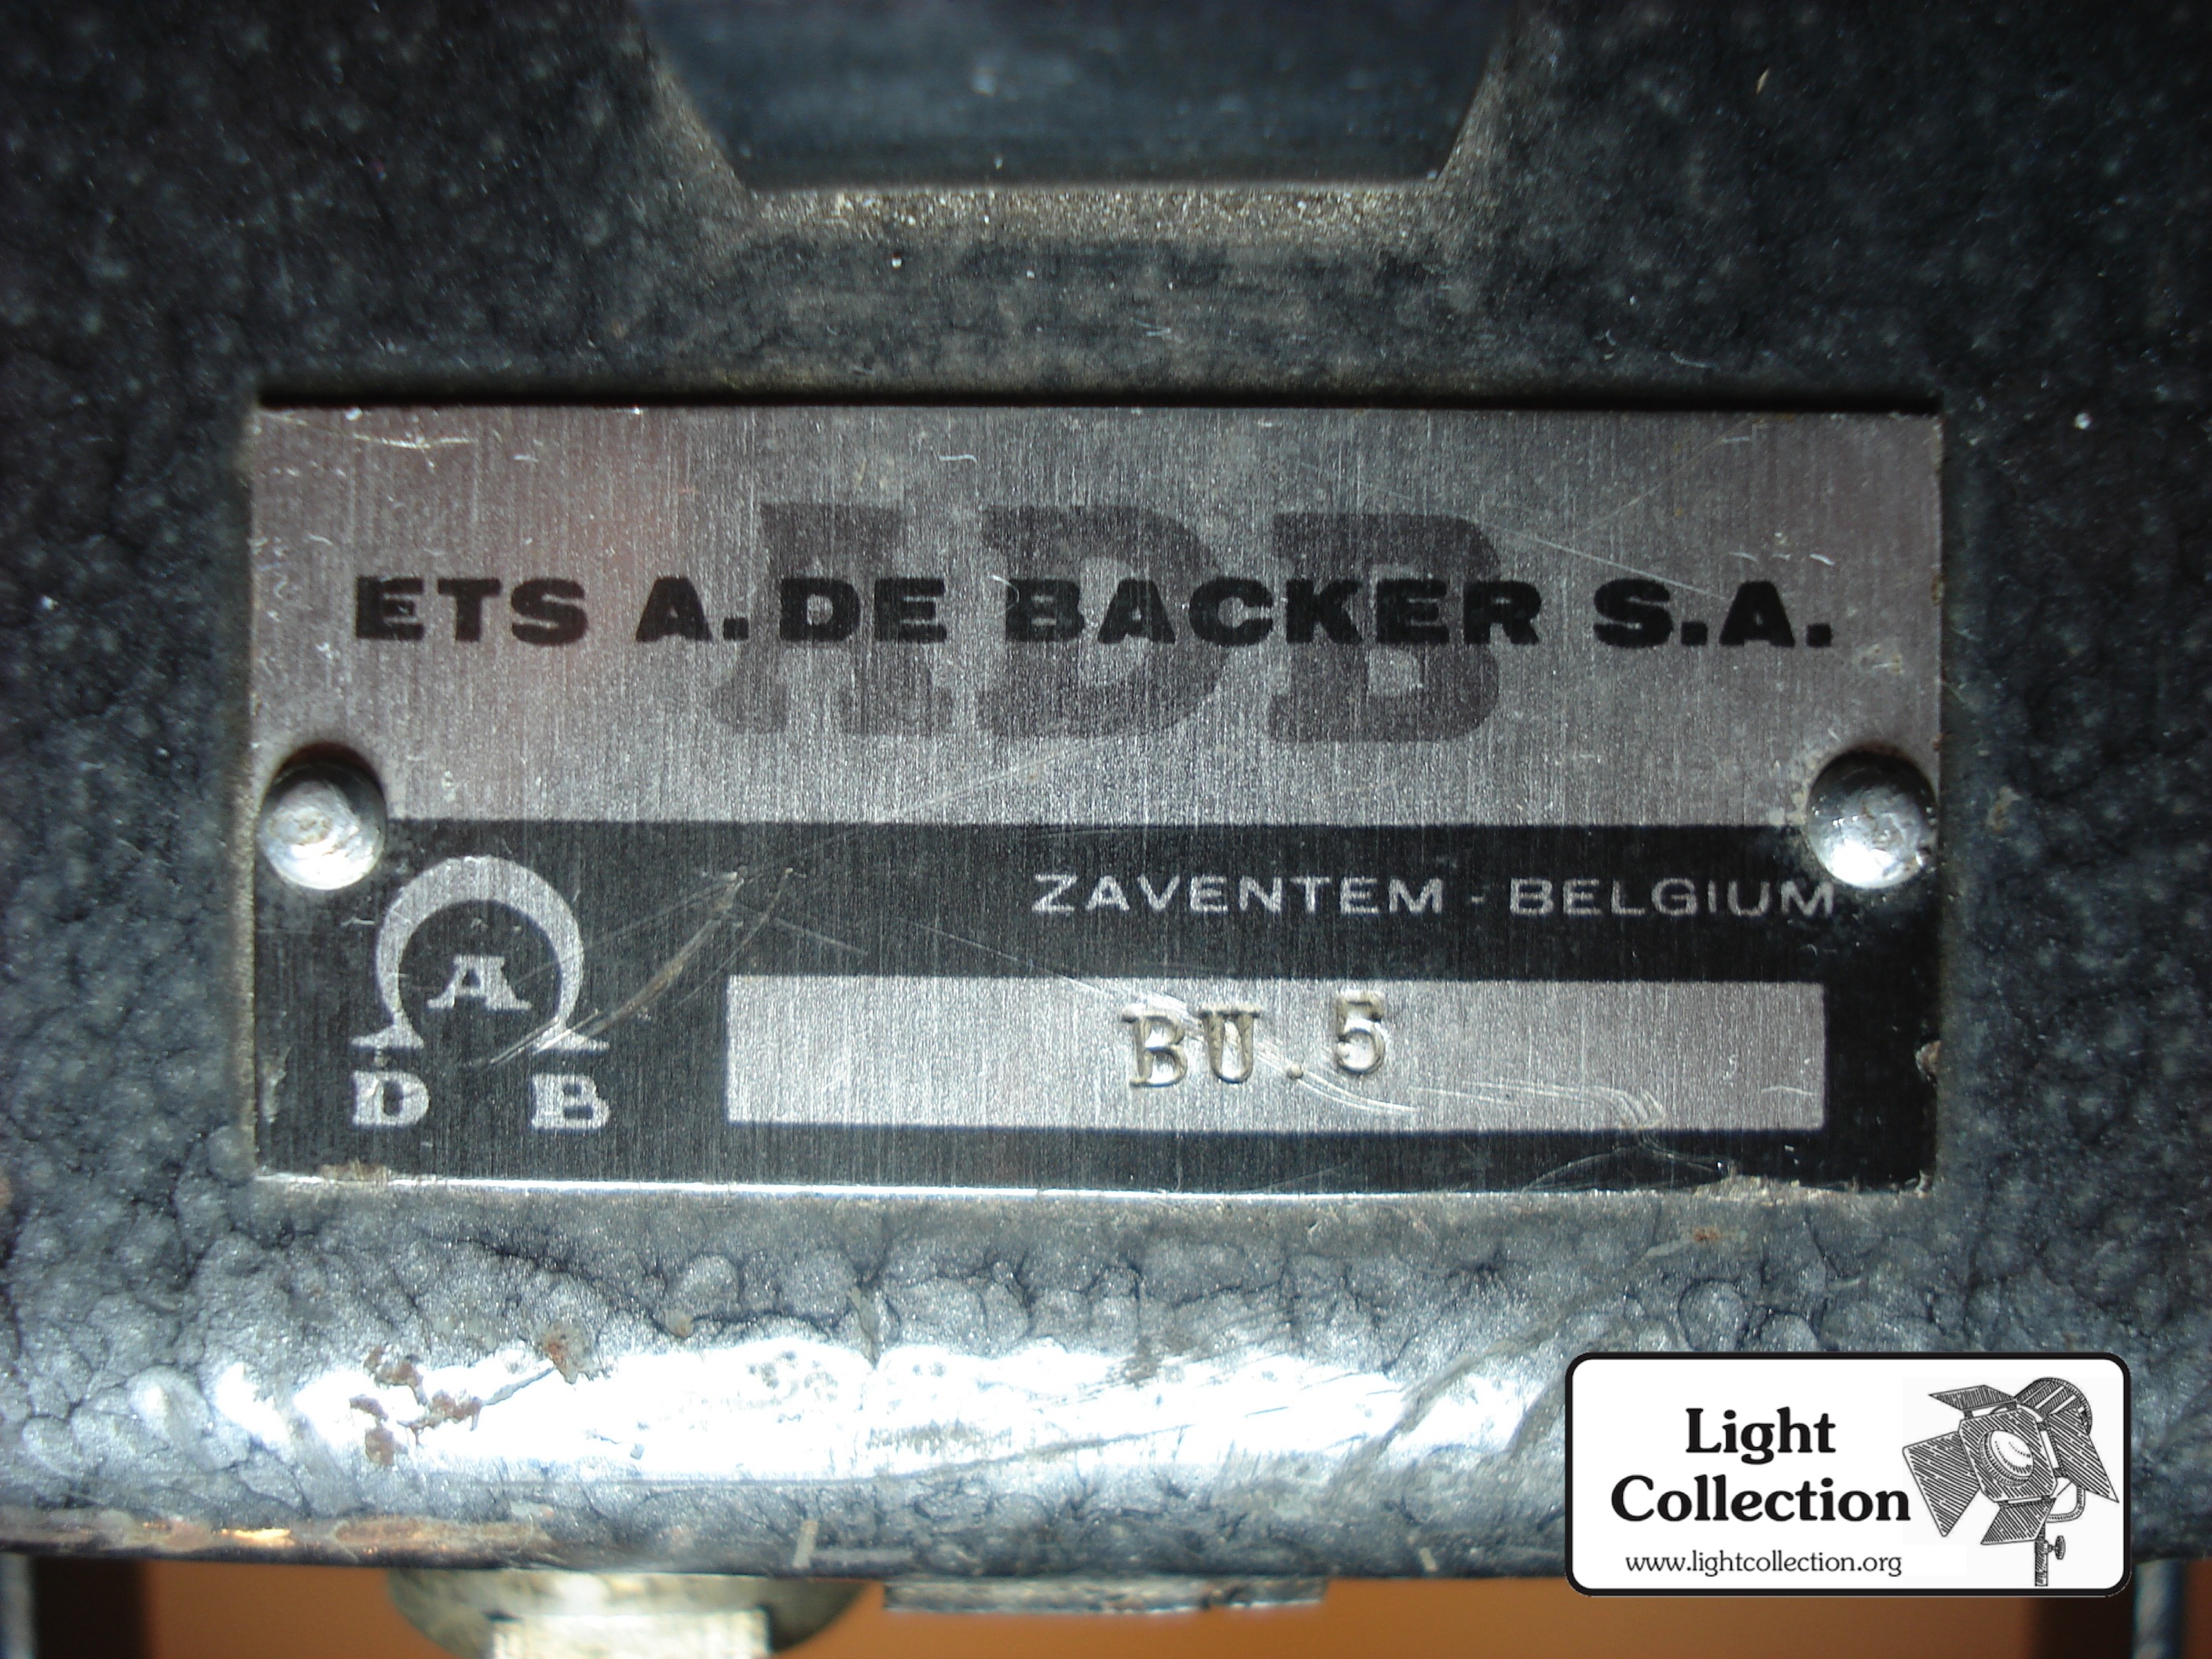 ADB
ETS A. DE BACKER S.A.
ZAVENTEM - BELGIUM
A
D B
BU.5
Light
Collection
www.lightcollection.org